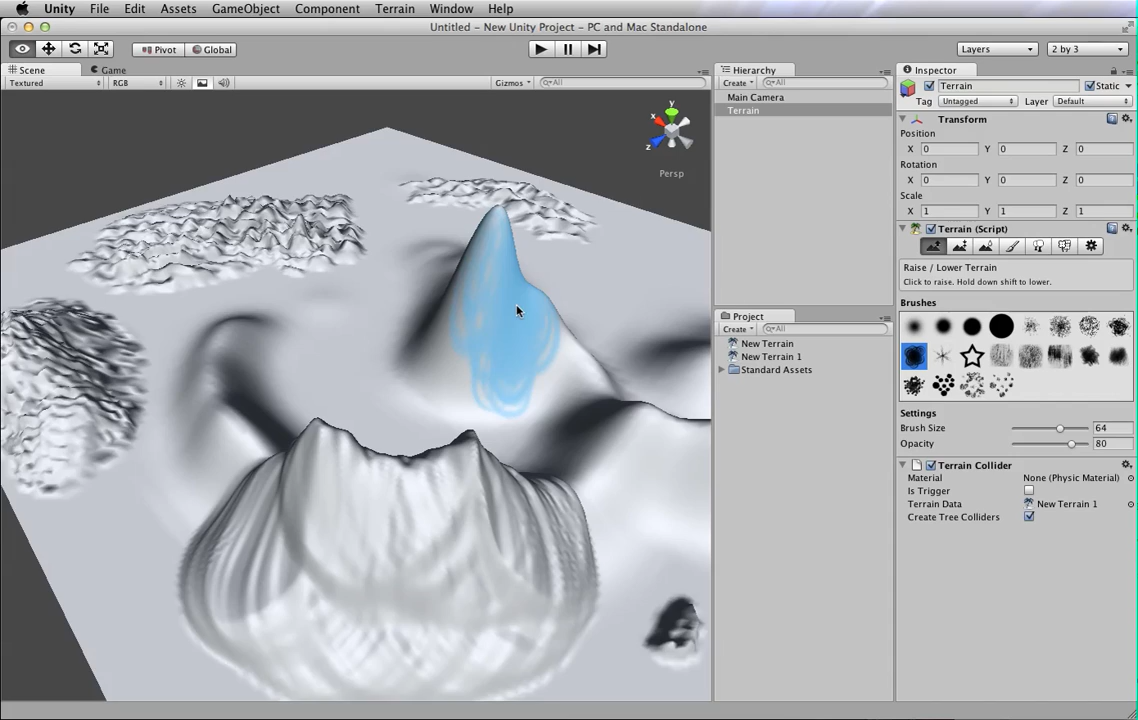 Unity File Edit Assets GameObject Component Terrain Window Help
Untitled – New Unity Project – PC and Mac Standalone
Pivot Global Layers 2 by 3
Scene Game
Textured RGB Gizmos All
y
x
z
Persp
Hierarchy
Create All
Main Camera
Terrain
Project
Create All
New Terrain
New Terrain 1
Standard Assets
Inspector
Terrain Static
Tag Untagged Layer Default
Transform
Position
X 0 Y 0 Z 0
Rotation
X 0 Y 0 Z 0
Scale
X 1 Y 1 Z 1
Terrain (Script)
Raise / Lower Terrain
Click to raise. Hold down shift to lower.
Brushes
Settings
Brush Size 64
Opacity 80
Terrain Collider
Material None (Physic Material)
Is Trigger
Terrain Data New Terrain 1
Create Tree Colliders